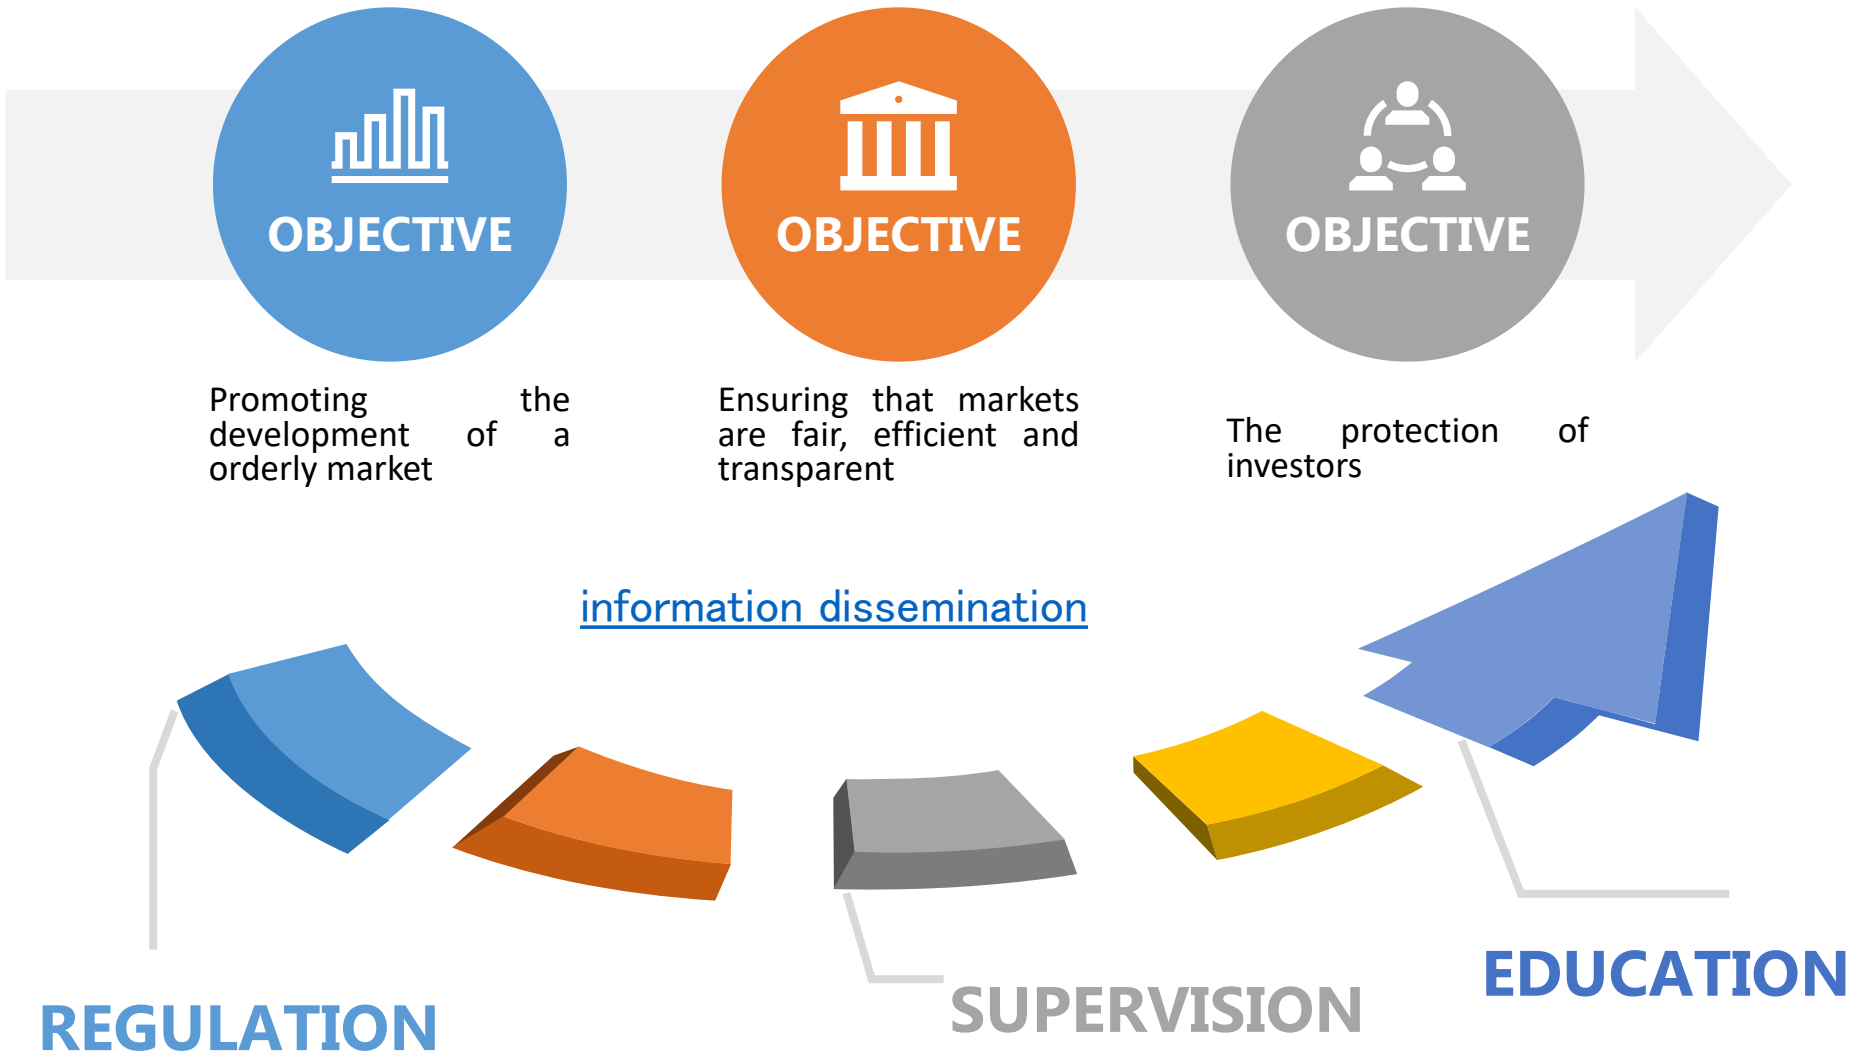 OBJECTIVE
OBJECTIVE
OBJECTIVE
Promoting the
development of a
orderly market
Ensuring that markets
are fair, efficient and
transparent
The protection of
investors
information dissemination
REGULATION
SUPERVISION
EDUCATION